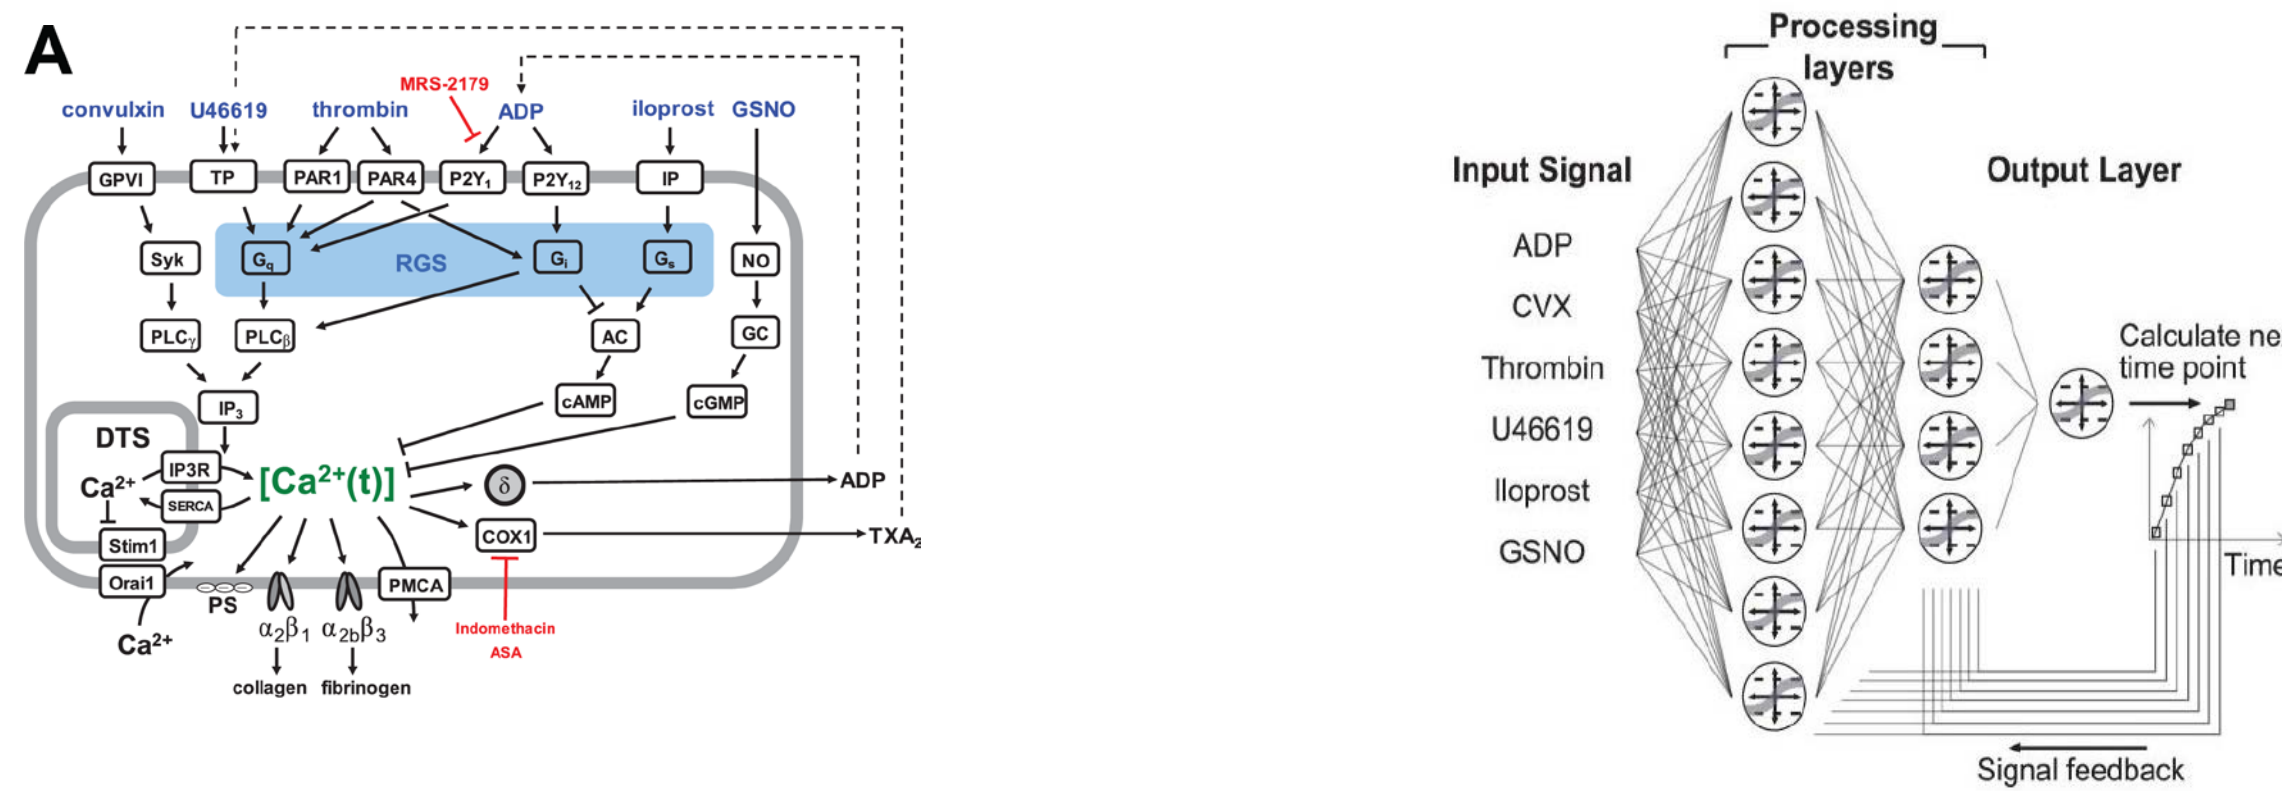 A
MRS-2179
convulxin U46619 thrombin ADP iloprost GSNO
GPVI TP PAR1 PAR4 P2Y₁ P2Y₁₂ IP
Syk Gq RGS Gi Gs NO
PLCγ PLCβ AC GC
IP₃ cAMP cGMP
DTS
IP3R
Ca²⁺ [Ca²⁺(t)] δ ADP
SERCA
Stim1 COX1 TXA₂
Orai1 PS PMCA
Ca²⁺ α₂β₁ α₂bβ₃ Indomethacin
ASA
collagen fibrinogen
Processing
layers
Input Signal Output Layer
ADP
CVX
Thrombin
U46619
Iloprost
GSNO
Calculate ne
time point
Time
Signal feedback